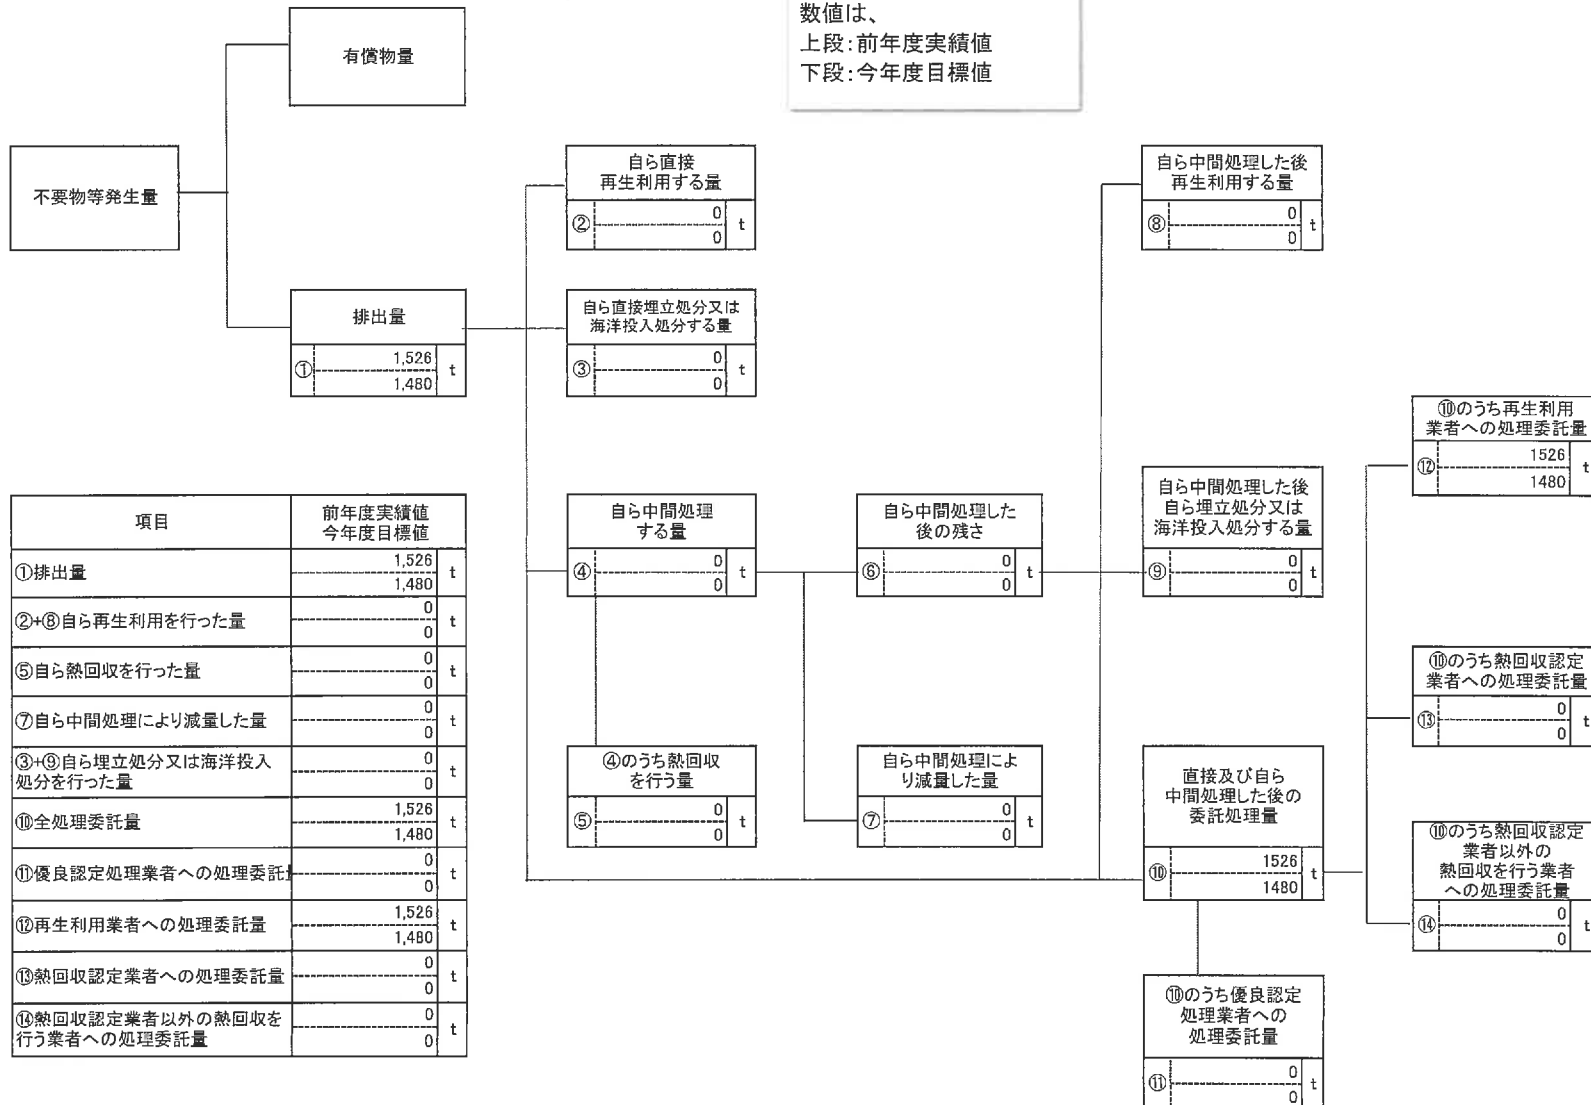 数値は、
上段:前年度実績値
下段:今年度目標値
有償物量
不要物等発生量
排出量
① 1,526 t
1,480
自ら直接
再生利用する量
② 0 t
0
自ら直接埋立処分又は
海洋投入処分する量
③ 0 t
0
自ら中間処理
する量
④ 0 t
0
④のうち熱回収
を行う量
⑤ 0 t
0
自ら中間処理した
後の残さ
⑥ 0 t
0
自ら中間処理によ
り減量した量
⑦ 0 t
0
自ら中間処理した後
再生利用する量
⑧ 0 t
0
自ら中間処理した後
自ら埋立処分又は
海洋投入処分する量
⑨ 0 t
0
直接及び自ら
中間処理した後の
委託処理量
⑩ 1526 t
1480
⑩のうち優良認定
処理業者への
処理委託量
⑪ 0 t
0
⑩のうち再生利用
業者への処理委託量
⑫ 1526 t
1480
⑩のうち熱回収認定
業者への処理委託量
⑬ 0 t
0
⑩のうち熱回収認定
業者以外の
熱回収を行う業者
への処理委託量
⑭ 0 t
0
項目 前年度実績値
今年度目標値
①排出量 1,526 t
1,480
②+⑧自ら再生利用を行った量 0 t
0
⑤自ら熱回収を行った量 0 t
0
⑦自ら中間処理により減量した量 0 t
0
③+⑨自ら埋立処分又は海洋投入
処分を行った量 0 t
0
⑩全処理委託量 1,526 t
1,480
⑪優良認定処理業者への処理委託 0 t
0
⑫再生利用業者への処理委託量 1,526 t
1,480
⑬熱回収認定業者への処理委託量 0 t
0
⑭熱回収認定業者以外の熱回収を
行う業者への処理委託量 0 t
0